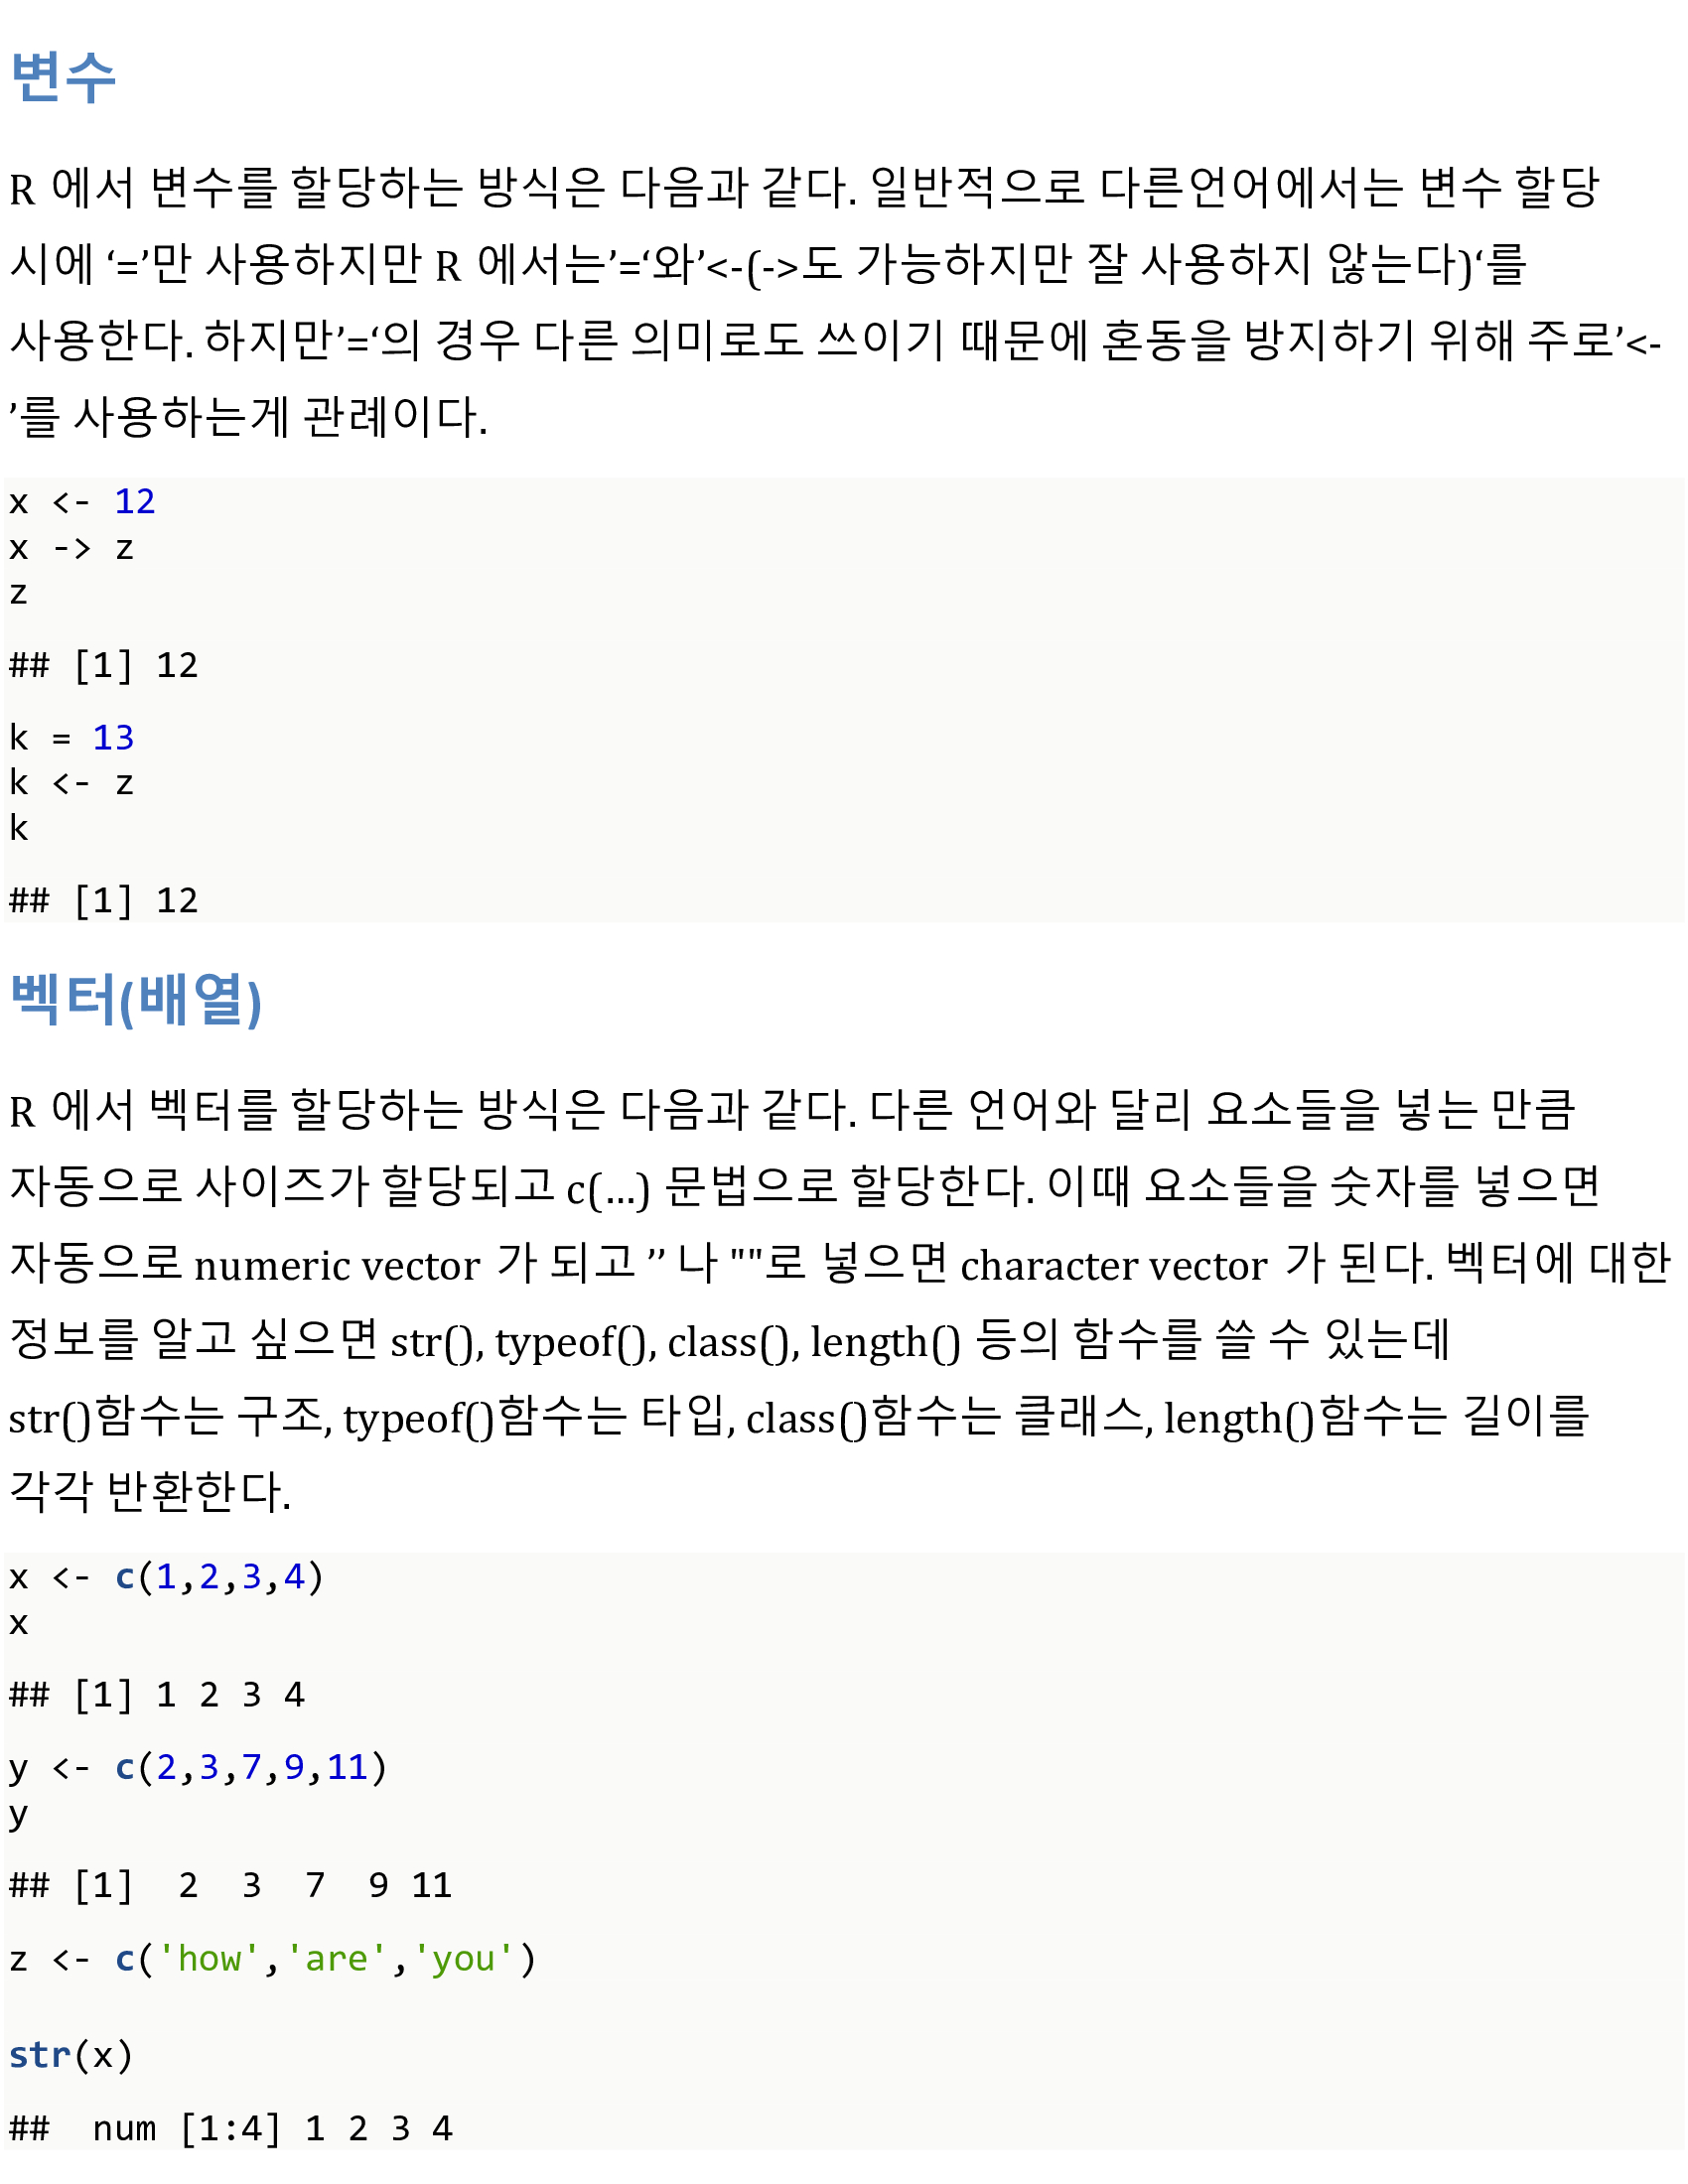 변수
R 에서 변수를 할당하는 방식은 다음과 같다. 일반적으로 다른언어에서는 변수 할당
시에 ‘=’만 사용하지만 R 에서는’=‘와’<-(->도 가능하지만 잘 사용하지 않는다)‘를
사용한다. 하지만’=‘의 경우 다른 의미로도 쓰이기 때문에 혼동을 방지하기 위해 주로’<-
’를 사용하는게 관례이다.
x <- 12
x -> z
z
## [1] 12
k = 13
k <- z
k
## [1] 12
벡터(배열)
R 에서 벡터를 할당하는 방식은 다음과 같다. 다른 언어와 달리 요소들을 넣는 만큼
자동으로 사이즈가 할당되고 c(...) 문법으로 할당한다. 이때 요소들을 숫자를 넣으면
자동으로 numeric vector 가 되고 ’’ 나 ""로 넣으면 character vector 가 된다. 벡터에 대한
정보를 알고 싶으면 str(), typeof(), class(), length() 등의 함수를 쓸 수 있는데
str()함수는 구조, typeof()함수는 타입, class()함수는 클래스, length()함수는 길이를
각각 반환한다.
x <- c(1,2,3,4)
x
## [1] 1 2 3 4
y <- c(2,3,7,9,11)
y
## [1]  2  3  7  9 11
z <- c('how','are','you')
str(x)
##  num [1:4] 1 2 3 4